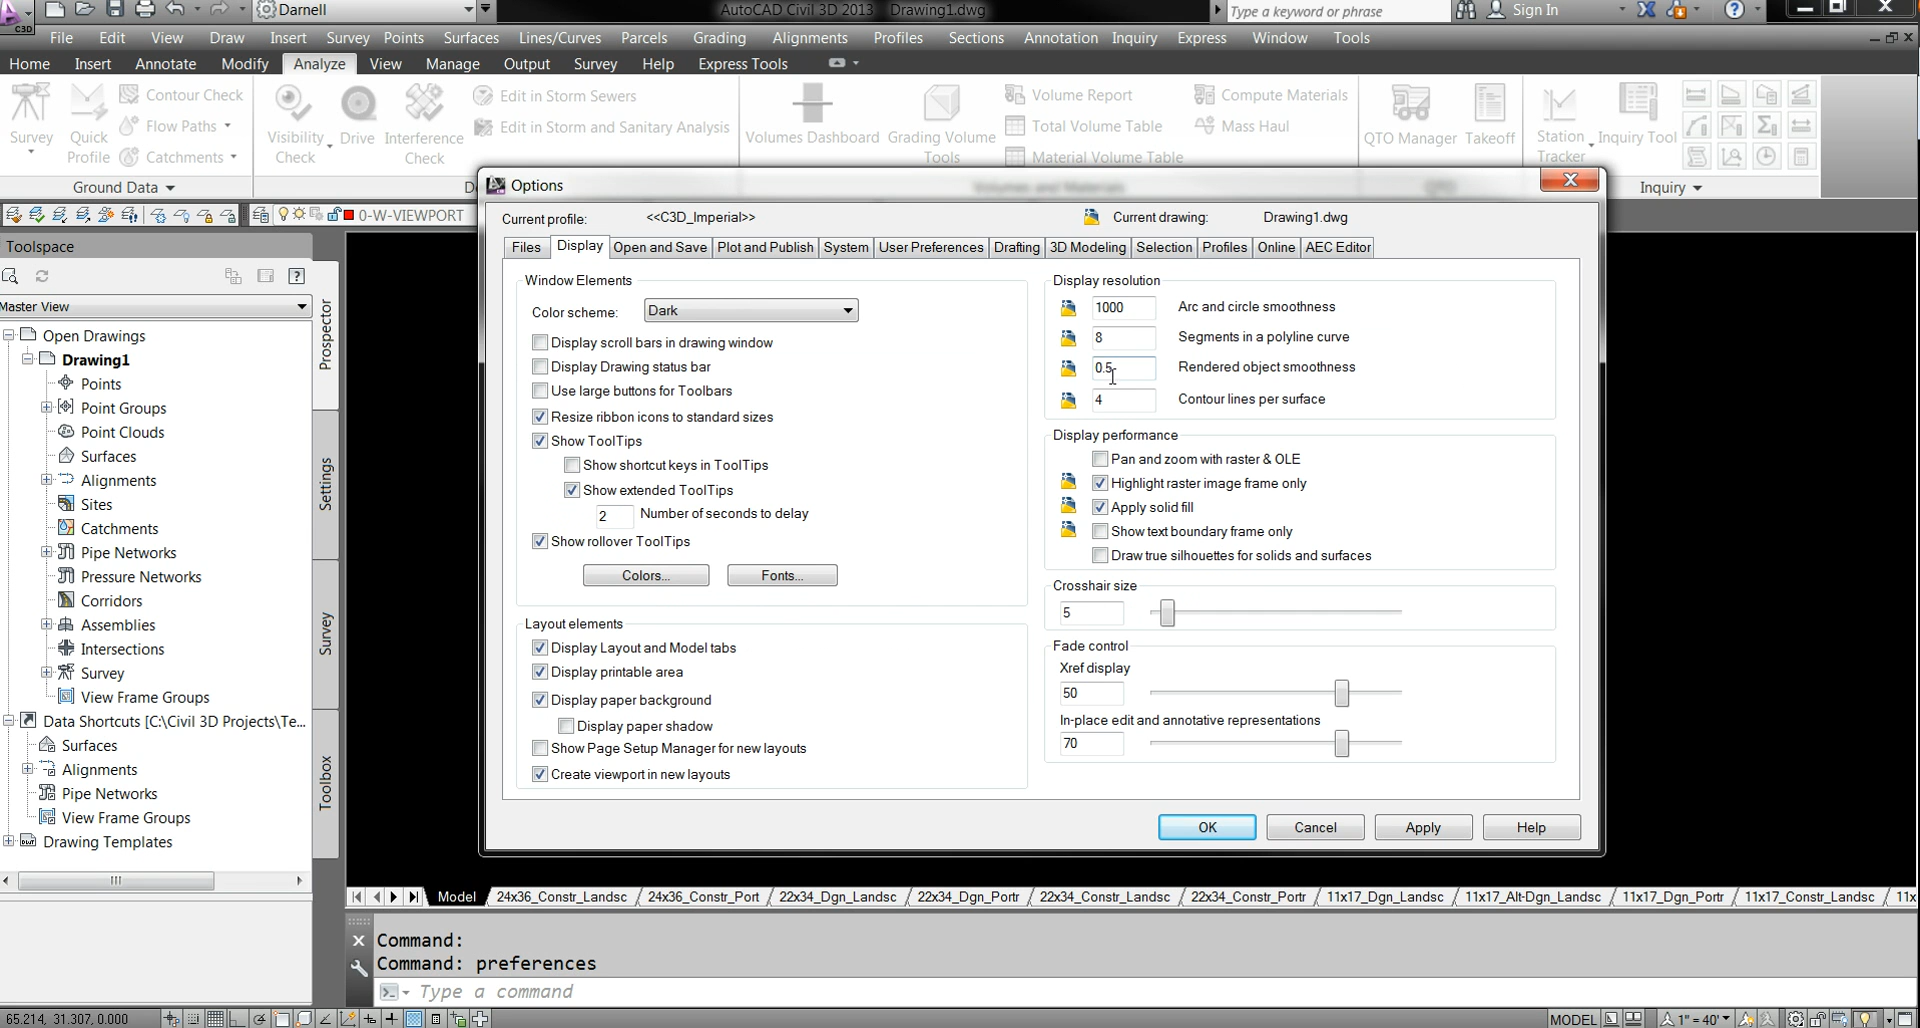 Darnell
AutoCAD Civil 3D 2013 Drawing1.dwg
Type a keyword or phrase
Sign In
C3D
File Edit View Draw Insert Survey Points Surfaces Lines/Curves Parcels Grading Alignments Profiles Sections Annotation Inquiry Express Window Tools
Home Insert Annotate Modify Analyze View Manage Output Survey Help Express Tools
Survey
Quick Profile
Contour Check
Flow Paths
Catchments
Visibility Check
Drive
Interference Check
Edit in Storm Sewers
Edit in Storm and Sanitary Analysis
Volumes Dashboard
Grading Volume Tools
Volume Report
Total Volume Table
Material Volume Table
Compute Materials
Mass Haul
QTO Manager
Takeoff
Station Tracker
Inquiry Tool
Ground Data
Volumes and Materials
QTO
Inquiry
0-W-VIEWPORT
Toolspace
Master View
Open Drawings
Drawing1
Points
Point Groups
Point Clouds
Surfaces
Alignments
Sites
Catchments
Pipe Networks
Pressure Networks
Corridors
Assemblies
Intersections
Survey
View Frame Groups
Data Shortcuts [C:\Civil 3D Projects\Te...
Surfaces
Alignments
Pipe Networks
View Frame Groups
Drawing Templates
Prospector
Settings
Survey
Toolbox
Options
Current profile: <<C3D_Imperial>>
Current drawing: Drawing1.dwg
Files Display Open and Save Plot and Publish System User Preferences Drafting 3D Modeling Selection Profiles Online AEC Editor
Window Elements
Color scheme: Dark
Display scroll bars in drawing window
Display Drawing status bar
Use large buttons for Toolbars
Resize ribbon icons to standard sizes
Show ToolTips
Show shortcut keys in ToolTips
Show extended ToolTips
2 Number of seconds to delay
Show rollover ToolTips
Colors... Fonts...
Layout elements
Display Layout and Model tabs
Display printable area
Display paper background
Display paper shadow
Show Page Setup Manager for new layouts
Create viewport in new layouts
Display resolution
1000 Arc and circle smoothness
8 Segments in a polyline curve
0.5 Rendered object smoothness
4 Contour lines per surface
Display performance
Pan and zoom with raster & OLE
Highlight raster image frame only
Apply solid fill
Show text boundary frame only
Draw true silhouettes for solids and surfaces
Crosshair size
5
Fade control
Xref display
50
In-place edit and annotative representations
70
OK Cancel Apply Help
Model 24x36_Constr_Landsc 24x36_Constr_Port 22x34_Dgn_Landsc 22x34_Dgn_Portr 22x34_Constr_Landsc 22x34_Constr_Portr 11x17_Dgn_Landsc 11x17_Alt-Dgn_Landsc 11x17_Dgn_Portr 11x17_Constr_Landsc 11x
Command:
Command: preferences
Type a command
65.214, 31.307, 0.000
MODEL
1" = 40'